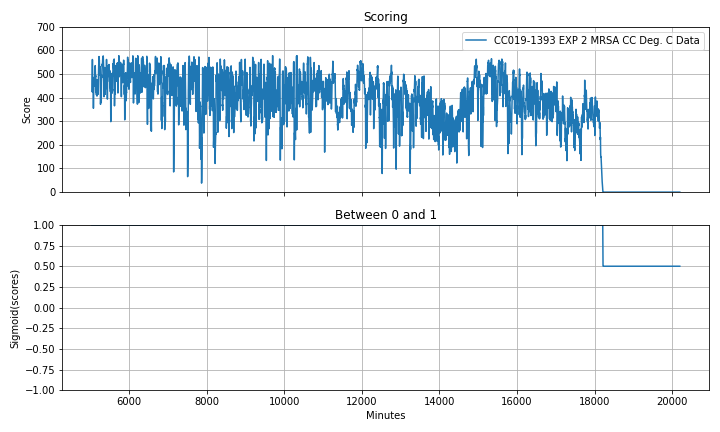 Scoring
700
600
500
400
300
200
100
0
Score
CC019-1393 EXP 2 MRSA CC Deg. C Data
Between 0 and 1
1.00
0.75
0.50
0.25
0.00
−0.25
−0.50
−0.75
−1.00
Sigmoid(scores)
6000 8000 10000 12000 14000 16000 18000 20000
Minutes